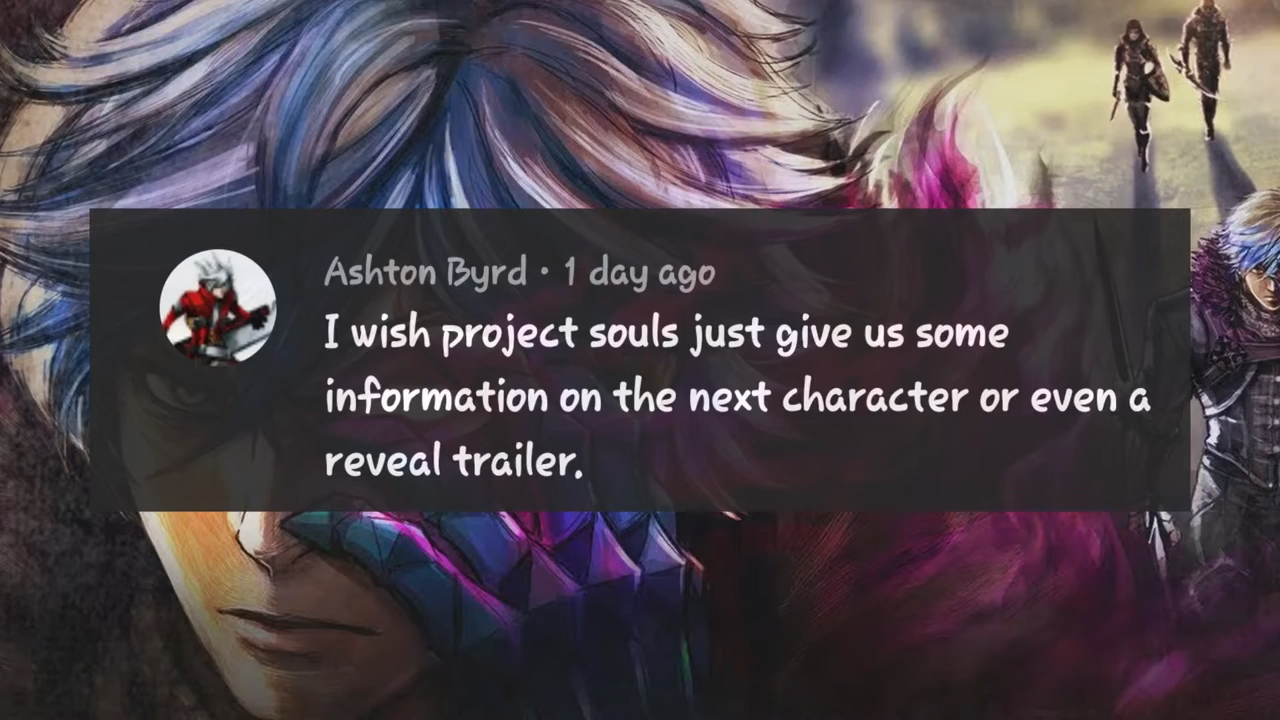 Ashton Byrd • 1 day ago
I wish project souls just give us some
information on the next character or even a
reveal trailer.